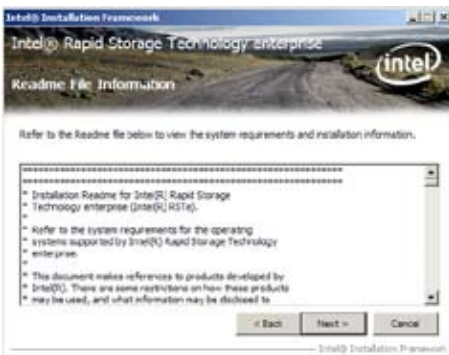 Intel® Installation Framework
Intel® Rapid Storage Technology enterprise
intel
Readme File Information
Refer to the Readme file below to view the system requirements and installation information.
****************************************************************
****************************************************************
* Installation Readme for Intel(R) Rapid Storage
* Technology enterprise (Intel(R) RSTe).
*
* Refer to the system requirements for the operating
* systems supported by Intel(R) Rapid Storage Technology
* enterprise.
*
* This document makes references to products developed by
* Intel(R). There are some restrictions on how these products
* may be used, and what information may be disclosed to
< Back
Next >
Cancel
Intel® Installation Framework